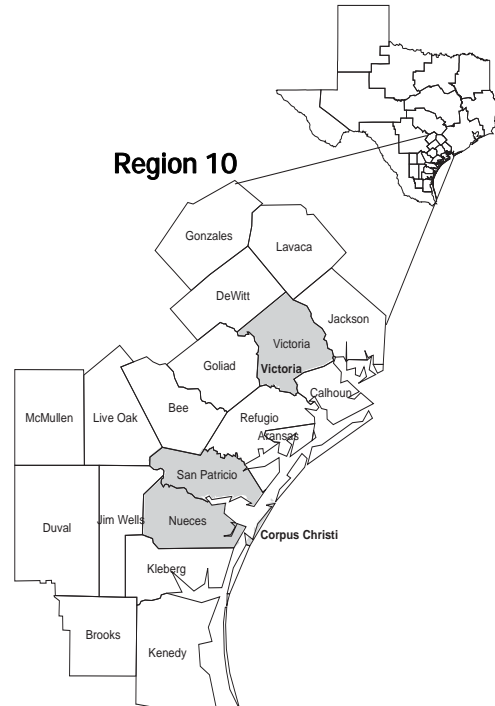 Region 10
Gonzales
Lavaca
DeWitt
Jackson
Victoria
Goliad
Victoria
Calhoun
Bee
Refugio
McMullen
Live Oak
Aransas
San Patricio
Duval
Jim Wells
Nueces
Corpus Christi
Kleberg
Brooks
Kenedy